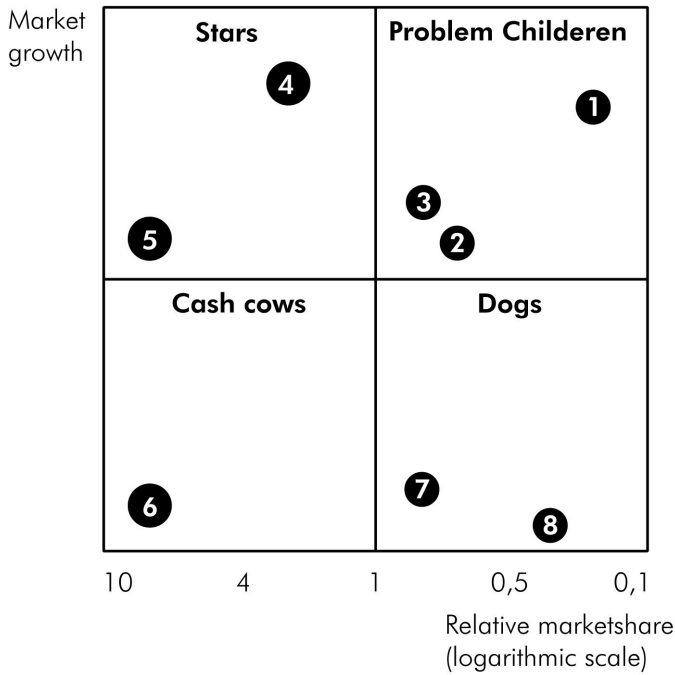 Market
growth
Stars
Problem Childeren
4
1
3
5
2
Cash cows
Dogs
7
6
8
10
4
1
0,5
0,1
Relative marketshare
(logarithmic scale)